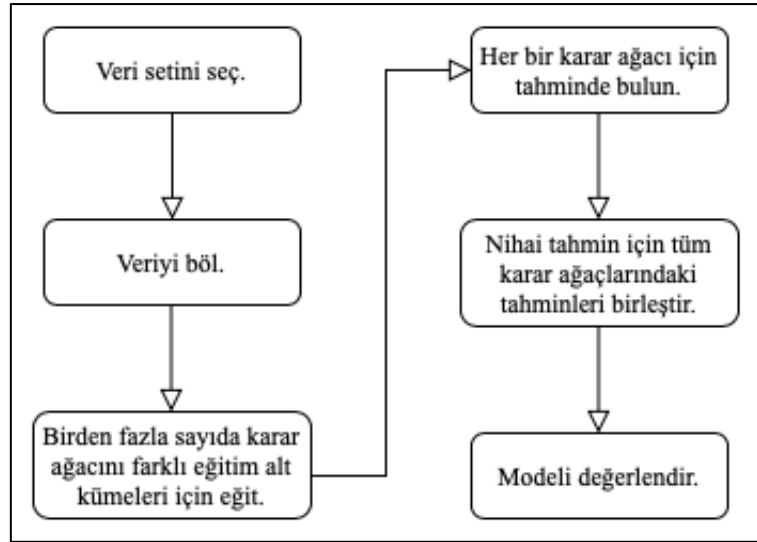 Veri setini seç.
Veriyi böl.
Birden fazla sayıda karar
ağacını farklı eğitim alt
kümeleri için eğit.
Her bir karar ağacı için
tahminde bulun.
Nihai tahmin için tüm
karar ağaçlarındaki
tahminleri birleştir.
Modeli değerlendir.